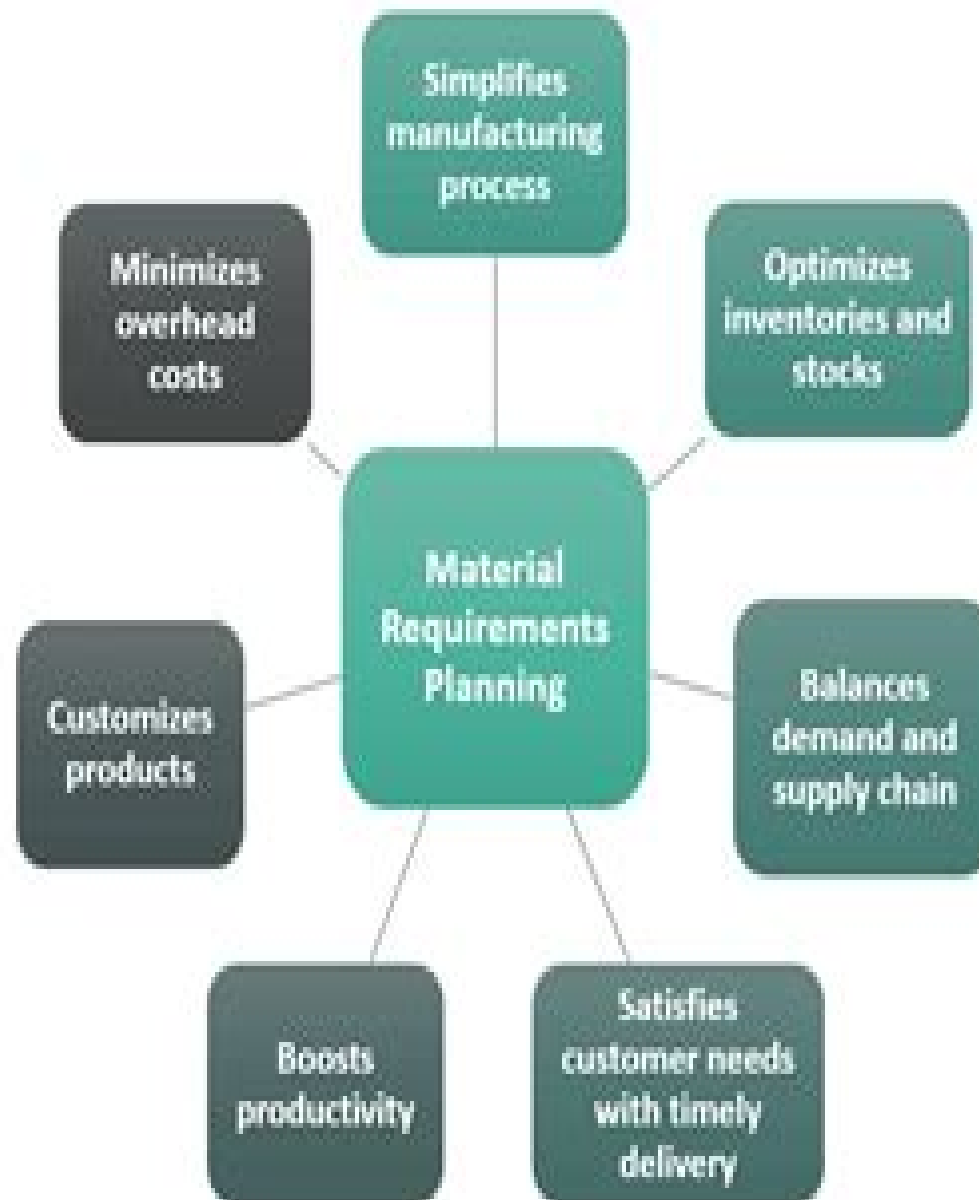 Simplifies
manufacturing
process
Optimizes
inventories and
stocks
Balances
demand and
supply chain
Satisfies
customer needs
with timely
delivery
Boosts
productivity
Customizes
products
Minimizes
overhead
costs
Material
Requirements
Planning